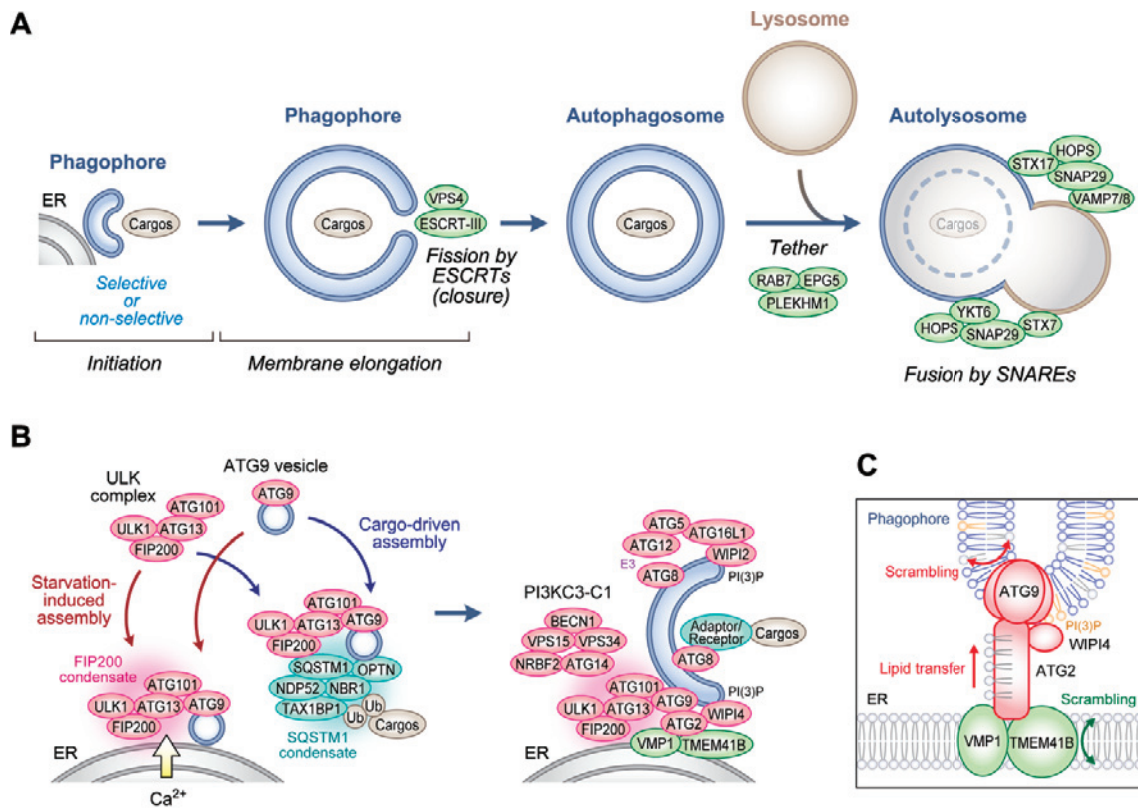 A
Lysosome
Phagophore
Autophagosome
Autolysosome
Phagophore
ER
Cargos
Selective
or
non-selective
Cargos
VPS4
ESCRT-III
Fission by
ESCRTs
(closure)
Cargos
Tether
RAB7
EPG5
PLEKHM1
Cargos
STX17
HOPS
SNAP29
VAMP7/8
HOPS
YKT6
SNAP29
STX7
Initiation
Membrane elongation
Fusion by SNAREs
B
ULK
complex
ATG101
ULK1
ATG13
FIP200
ATG9 vesicle
ATG9
Cargo-driven
assembly
Starvation-
induced
assembly
FIP200
condensate
ATG101
ULK1
ATG13
ATG9
FIP200
ER
Ca2+
ATG101
ULK1
ATG13
ATG9
FIP200
SQSTM1
OPTN
NDP52
NBR1
TAX1BP1
Ub
Ub
Cargos
SQSTM1
condensate
ATG5
ATG16L1
ATG12
WIPI2
E3
ATG8
PI(3)P
PI3KC3-C1
BECN1
VPS15
VPS34
NRBF2
ATG14
Adaptor/
Receptor
Cargos
ATG8
PI(3)P
ATG101
ULK1
ATG13
ATG9
WIPI4
FIP200
ATG2
ER
VMP1
TMEM41B
C
Phagophore
Scrambling
ATG9
PI(3)P
WIPI4
Lipid transfer
ATG2
ER
Scrambling
VMP1
TMEM41B